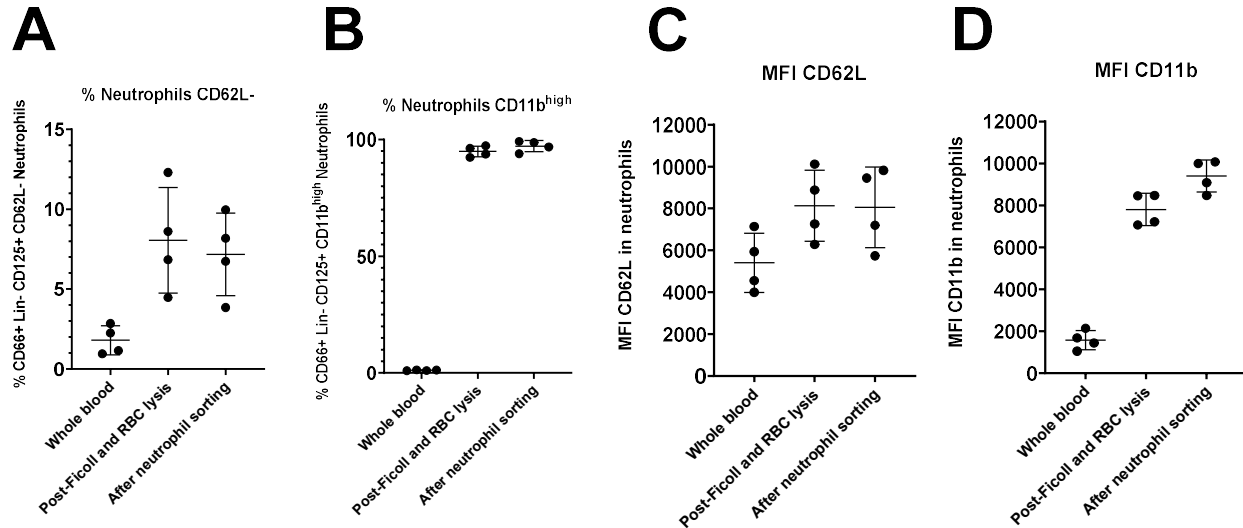 A
% Neutrophils CD62L-
% CD66+ Lin- CD125+ CD62L- Neutrophils
15
10
5
0
Whole blood
Post-Ficoll and RBC lysis
After neutrophil sorting
B
% Neutrophils CD11bhigh
% CD66+ Lin- CD125+ CD11bhigh Neutrophils
100
50
0
Whole blood
Post-Ficoll and RBC lysis
After neutrophil sorting
C
MFI CD62L
MFI CD62L in neutrophils
12000
10000
8000
6000
4000
2000
0
Whole blood
Post-Ficoll and RBC lysis
After neutrophil sorting
D
MFI CD11b
MFI CD11b in neutrophils
12000
10000
8000
6000
4000
2000
0
Whole blood
Post-Ficoll and RBC lysis
After neutrophil sorting